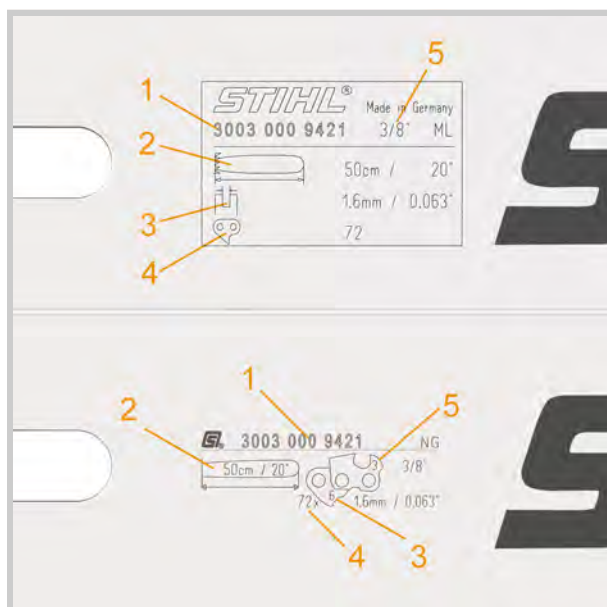 5
1
STIHL®
Made in Germany
3003 000 9421 3/8" ML
2
50cm / 20"
3
1.6mm / 0.063"
4
72
1
2
5
3003 000 9421 NG
50cm / 20"
3
3/8"
72x
6
1.6mm / 0.063"
4
3